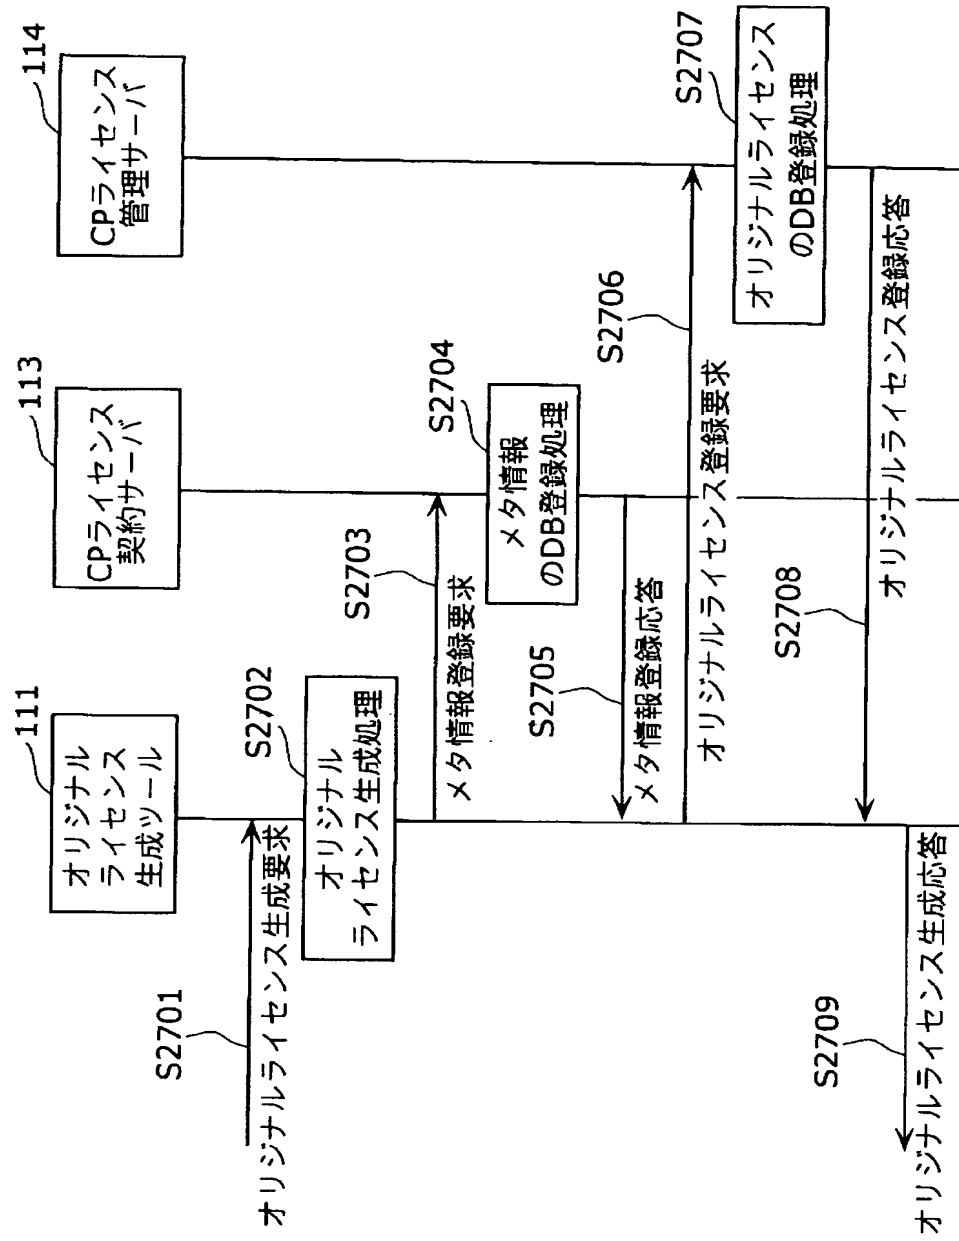 111
オリジナル
ライセンス
生成ツール
113
CPライセンス
契約サーバ
114
CPライセンス
管理サーバ
S2701
オリジナルライセンス生成要求
S2702
オリジナル
ライセンス生成処理
S2703
メタ情報登録要求
S2704
メタ情報
のDB登録処理
S2705
メタ情報登録応答
S2706
オリジナルライセンス登録要求
S2707
オリジナルライセンス
のDB登録処理
S2708
オリジナルライセンス登録応答
S2709
オリジナルライセンス生成応答